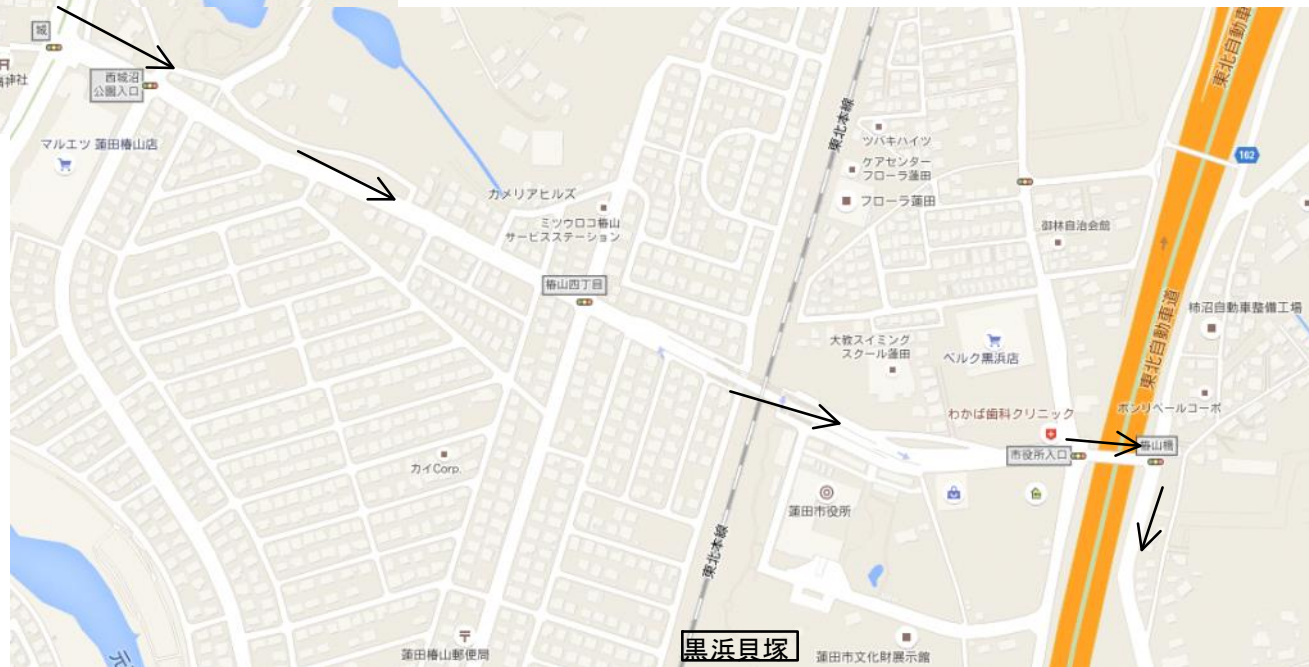 城
西城沼
公園入口
神社
マルエツ 蓮田椿山店
カメリアヒルズ
ミツウロコ椿山
サービスステーション
椿山四丁目
東北本線
ツバキハイツ
ケアセンター
フローラ蓮田
フローラ蓮田
御林自治会館
162
東北自動車道
東北自動車道
柿沼自動車整備工場
大教スイミング
スクール蓮田
ベルク黒浜店
ボンリベールコーポ
わかば歯科クリニック
椿山橋
市役所入口
カイCorp.
蓮田市役所
東北本線
元
蓮田椿山郵便局
黒浜貝塚
蓮田市文化財展示館